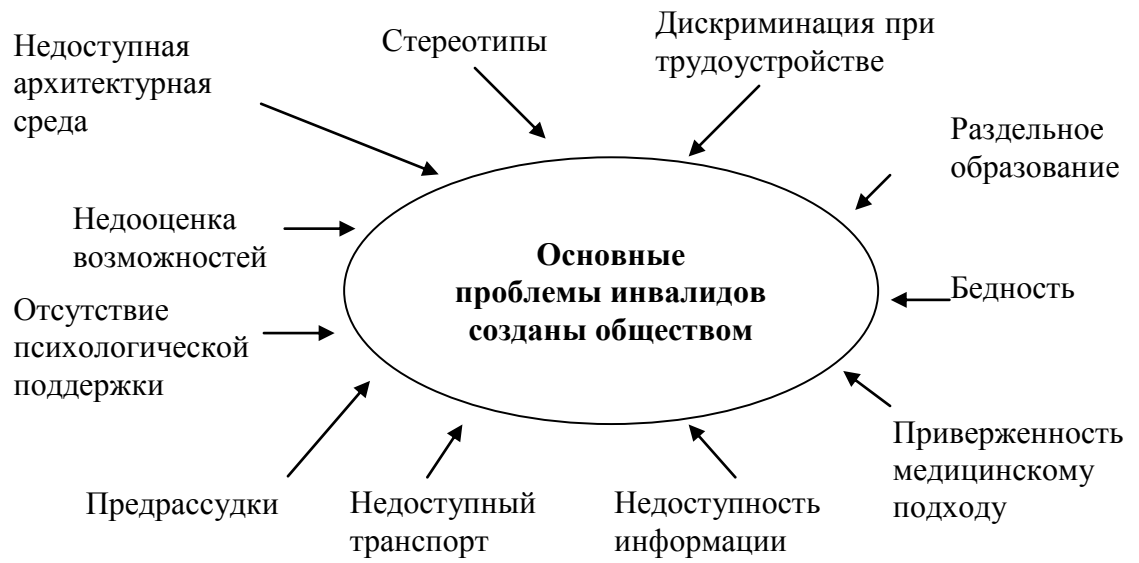 Недоступная
архитектурная
среда
Стереотипы
Дискриминация при
трудоустройстве
Раздельное
образование
Недооценка
возможностей
Основные
проблемы инвалидов
созданы обществом
Бедность
Отсутствие
психологической
поддержки
Приверженность
медицинскому
подходу
Предрассудки
Недоступный
транспорт
Недоступность
информации